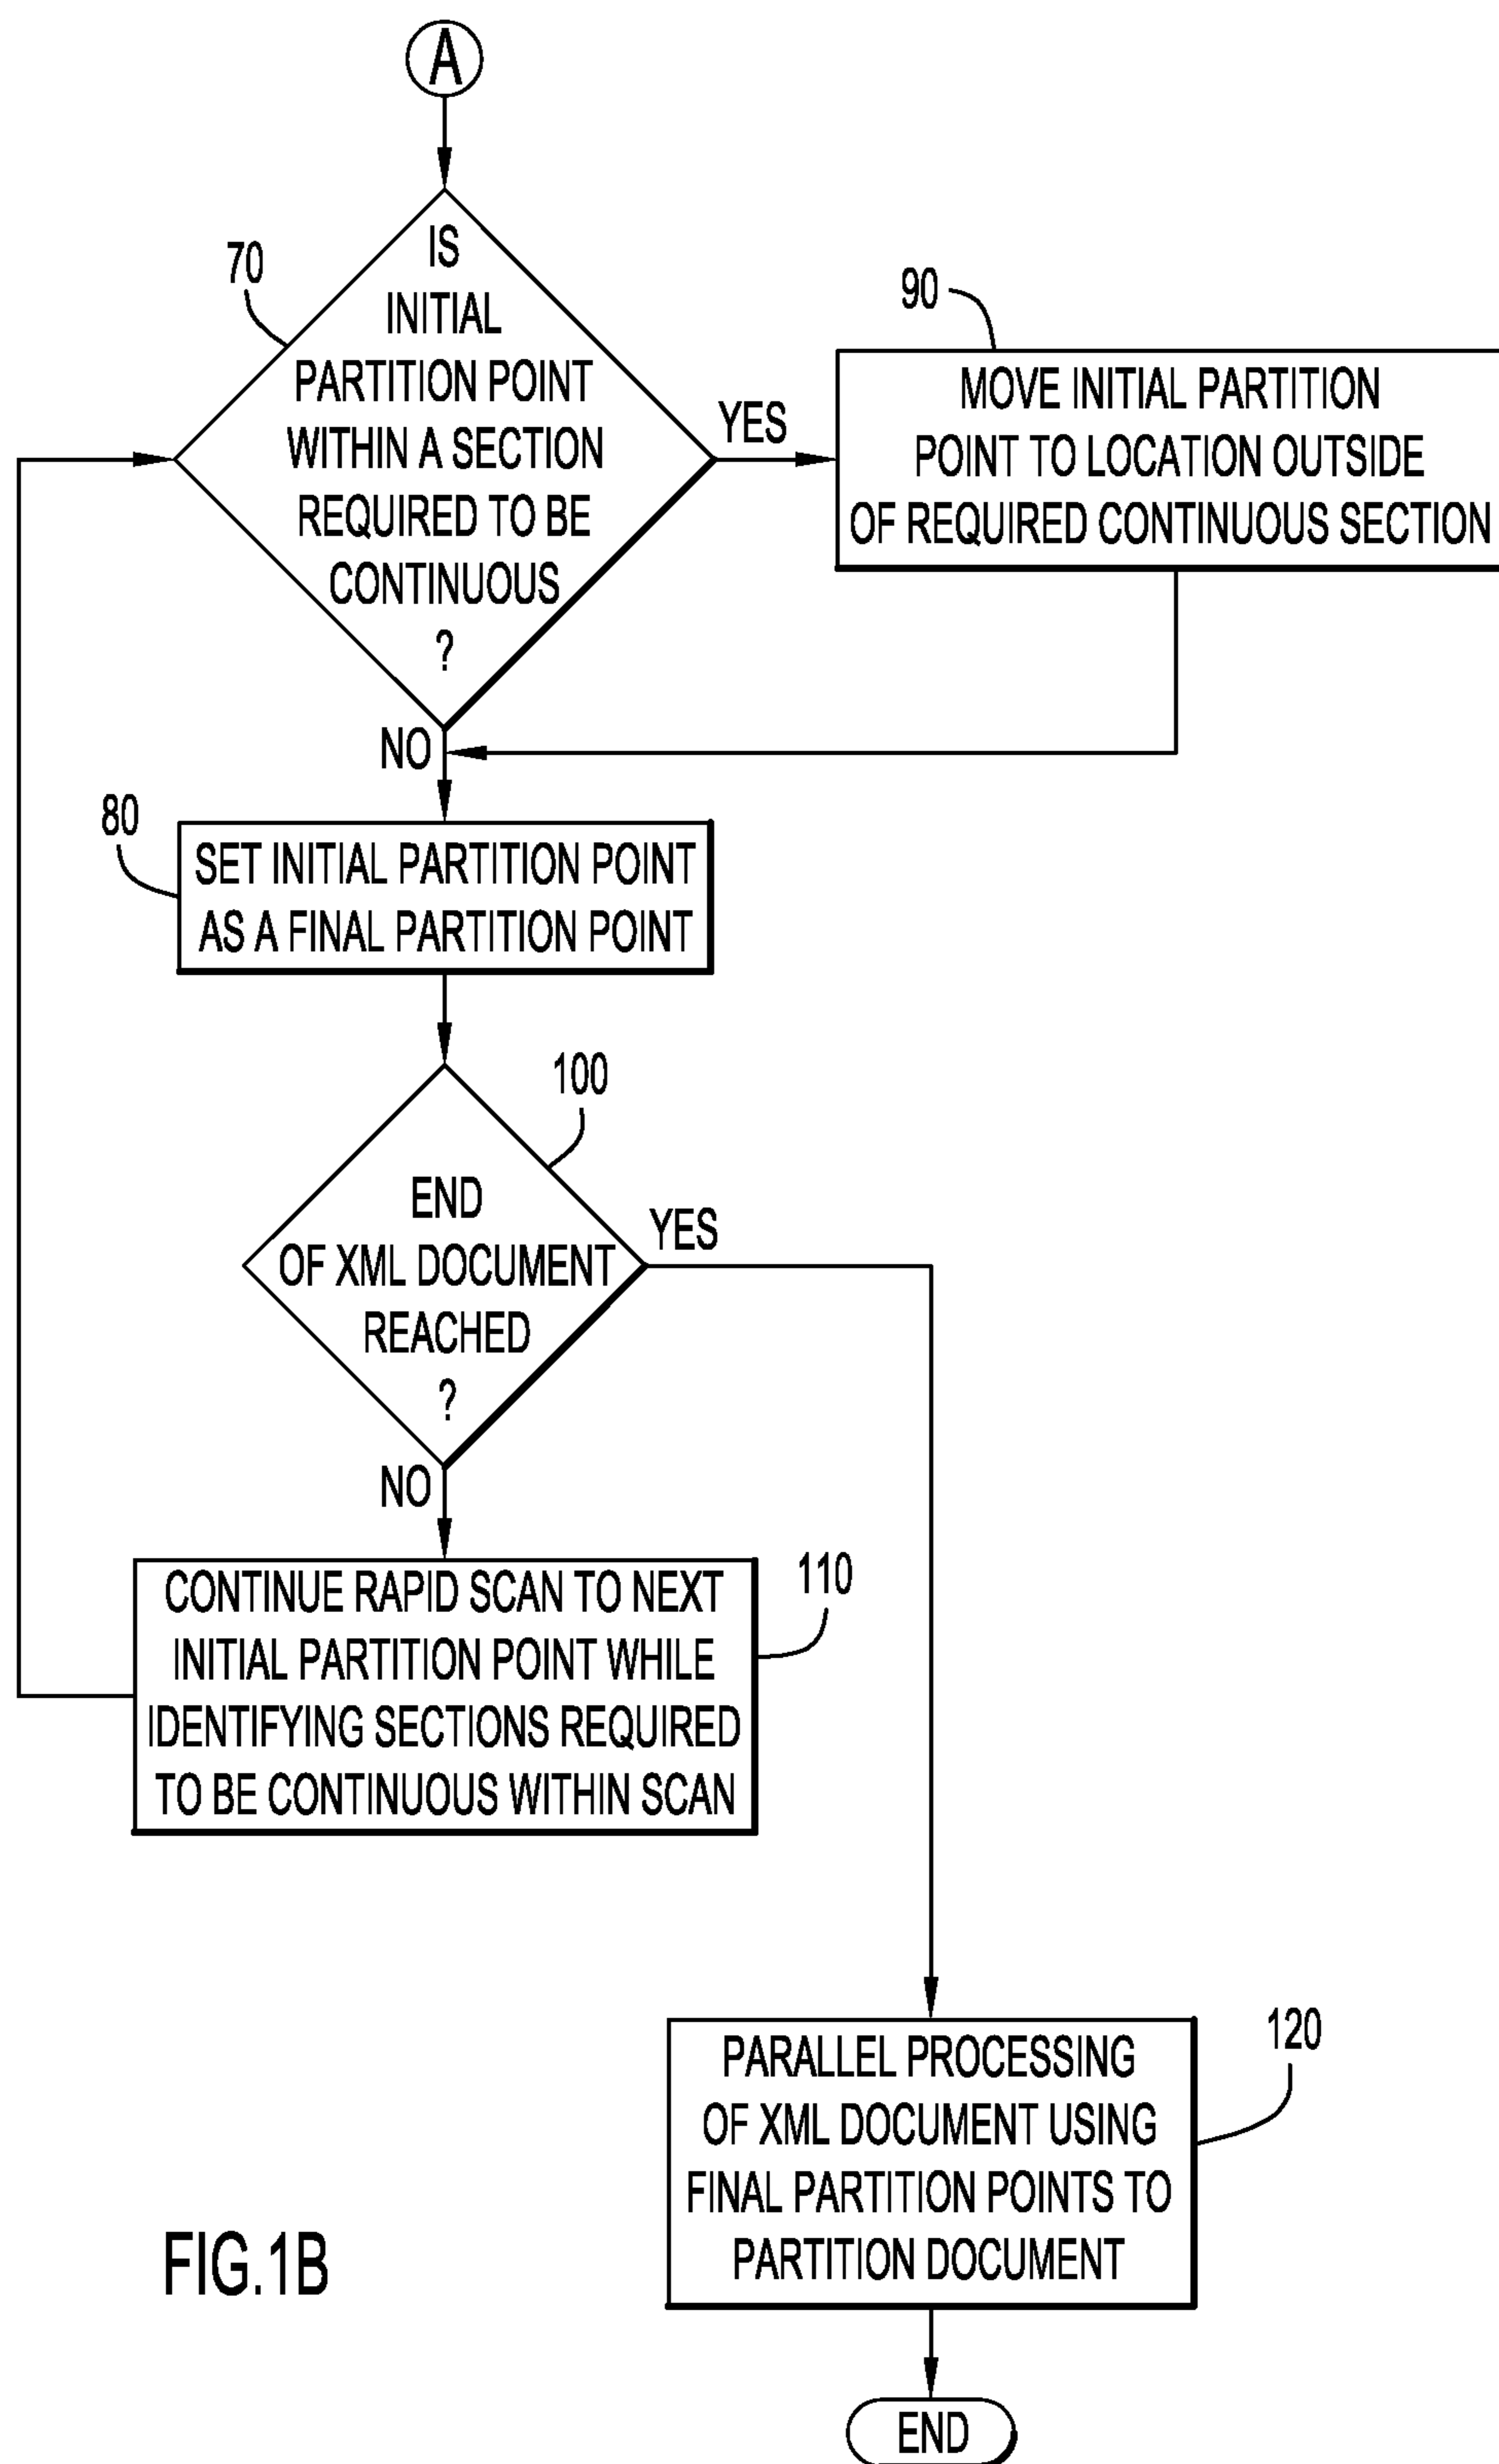 A
70
IS
INITIAL
PARTITION POINT
WITHIN A SECTION
REQUIRED TO BE
CONTINUOUS
?
YES
90
MOVE INITIAL PARTITION
POINT TO LOCATION OUTSIDE
OF REQUIRED CONTINUOUS SECTION
NO
80
SET INITIAL PARTITION POINT
AS A FINAL PARTITION POINT
100
END
OF XML DOCUMENT
REACHED
?
YES
NO
110
CONTINUE RAPID SCAN TO NEXT
INITIAL PARTITION POINT WHILE
IDENTIFYING SECTIONS REQUIRED
TO BE CONTINUOUS WITHIN SCAN
120
PARALLEL PROCESSING
OF XML DOCUMENT USING
FINAL PARTITION POINTS TO
PARTITION DOCUMENT
FIG.1B
END